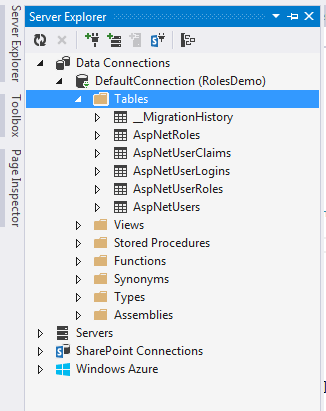 Server Explorer
Toolbox
Page Inspector
Server Explorer
Data Connections
DefaultConnection (RolesDemo)
Tables
__MigrationHistory
AspNetRoles
AspNetUserClaims
AspNetUserLogins
AspNetUserRoles
AspNetUsers
Views
Stored Procedures
Functions
Synonyms
Types
Assemblies
Servers
SharePoint Connections
Windows Azure